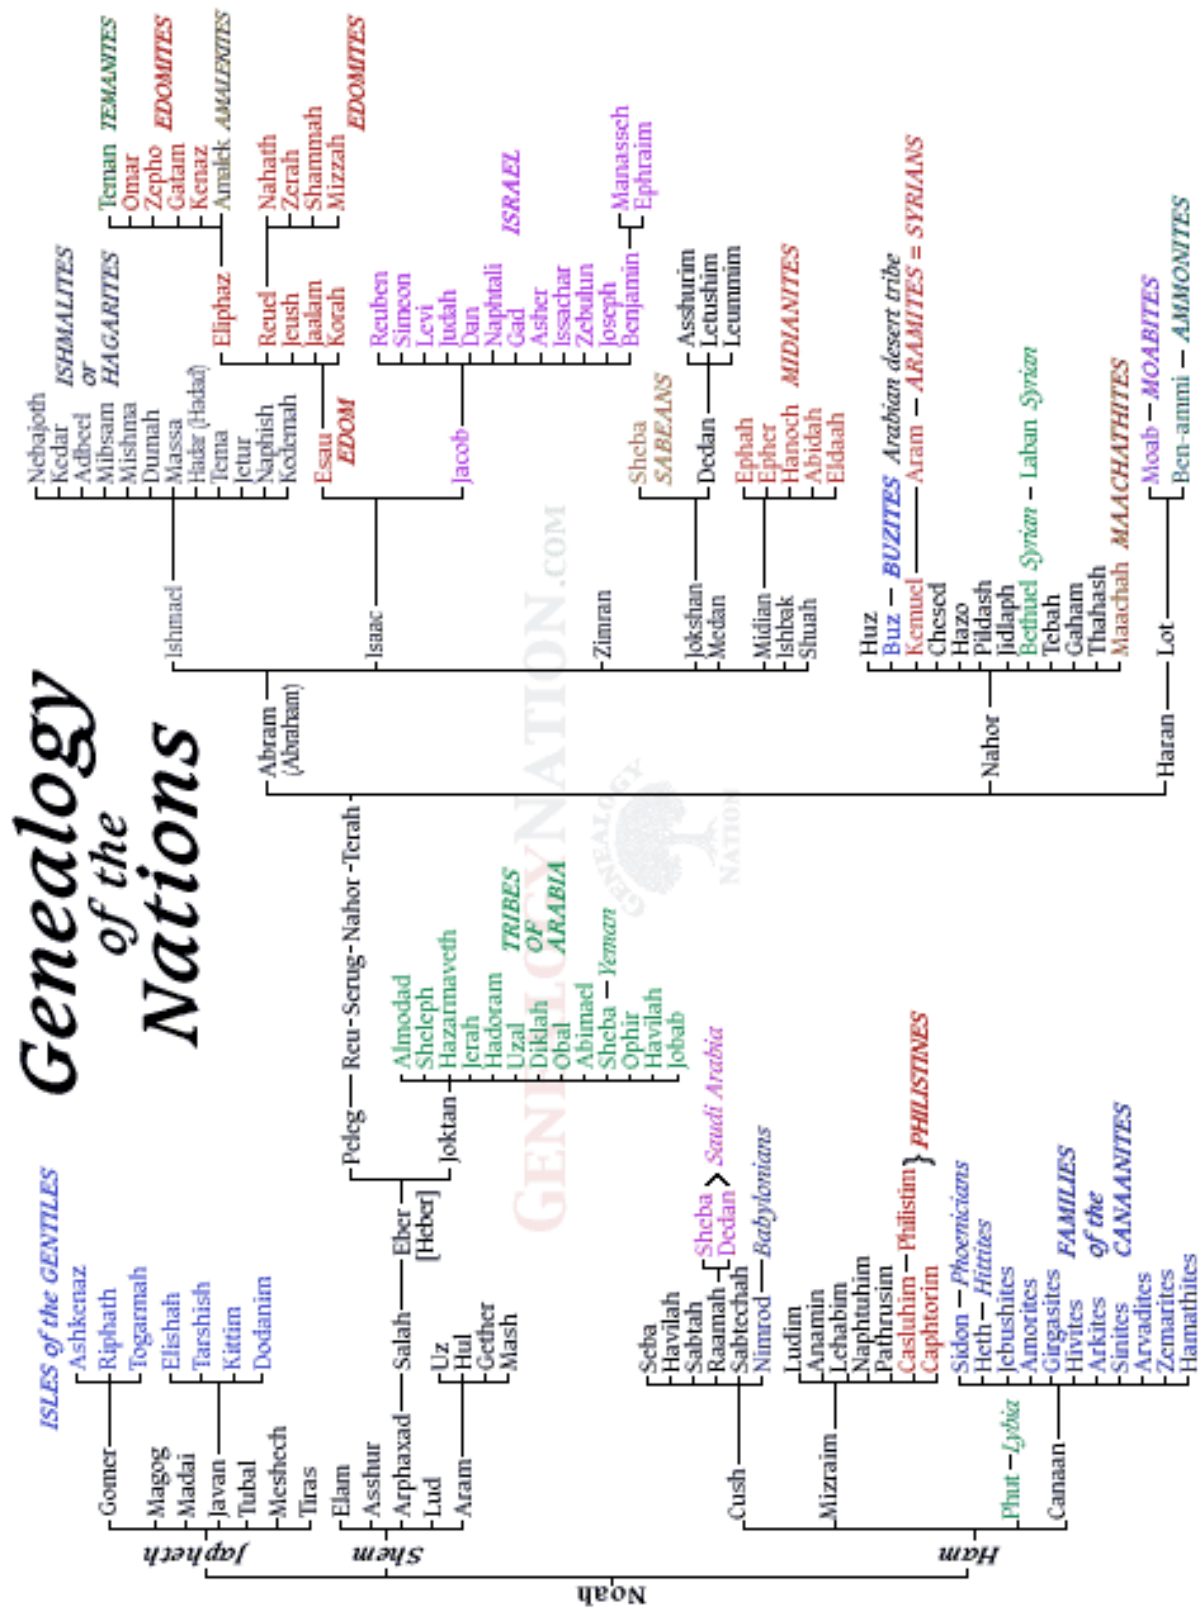 Genealogy
of the
Nations
Noah
Japheth
Gomer
Magog
Madai
Javan
Tubal
Meshech
Tiras
ISLES of the GENTILES
Ashkenaz
Riphath
Togarmah
Elishah
Tarshish
Kittim
Dodanim
Shem
Elam
Asshur
Arphaxad
Lud
Aram
Salah
Eber
[Heber]
Uz
Hul
Gether
Mash
Peleg
Joktan
Reu - Serug - Nahor - Terah
Almodad
Sheleph
Hazarmaveth
Jerah
Hadoram
Uzal
Diklah
Obal
Abimael
Sheba — Yeman
Ophir
Havilah
Jobab
TRIBES
OF
ARABIA
Ham
Cush
Mizraim
Phut – Lybia
Canaan
Seba
Havilah
Sabtah
Raamah
Sabtechah
Nimrod — Babylonians
Sheba
Dedan
Saudi Arabia
Ludim
Anamin
Lehabim
Naphtuhim
Pathrusim
Casluhim – Philistim
Caphtorim
} PHILISTINES
Sidon – Phoenicians
Heth – Hittites
Jebushites
Amorites
Girgasites
Hivites
Arkites
Sinites
Arvadites
Zemarites
Hamathites
FAMILIES
of the
CANAANITES
Abram
(Abraham)
Nahor
Haran
Ishmael
Isaac
Zimran
Jokshan
Medan
Midian
Ishbak
Shuah
Nebajoth
Kedar
Adbeel
Mibsam
Mishma
Dumah
Massa
Hadar (Hadad)
Tema
Jetur
Naphish
Kedemah
ISHMALITES
or
HAGARITES
Esau
EDOM
Jacob
Eliphaz
Reuel
Jeush
Jaalam
Korah
Teman TEMANITES
Omar
Zepho
Gatam
Kenaz
EDOMITES
Amalek AMALEKITES
Nahath
Zerah
Shammah
Mizzah
EDOMITES
Reuben
Simeon
Levi
Judah
Dan
Naphtali
Gad
Asher
Issachar
Zebulun
Joseph
Benjamin
ISRAEL
Manasseh
Ephraim
Sheba
SABEANS
Dedan
Asshurim
Letushim
Leummim
Ephah
Epher
Hanoch
Abidah
Eldaah
MIDIANITES
Huz
Buz – BUZITES Arabian desert tribe
Kemuel — Aram – ARAMITES = SYRIANS
Chesed
Hazo
Pildash
Jidlaph
Bethuel Syrian – Laban Syrian
Tebah
Gaham
Thahash
Maachah MAACHATHITES
Lot
Moab – MOABITES
Ben-ammi – AMMONITES
GENEALOGYNATION.COM
GENEALOGY
NATION